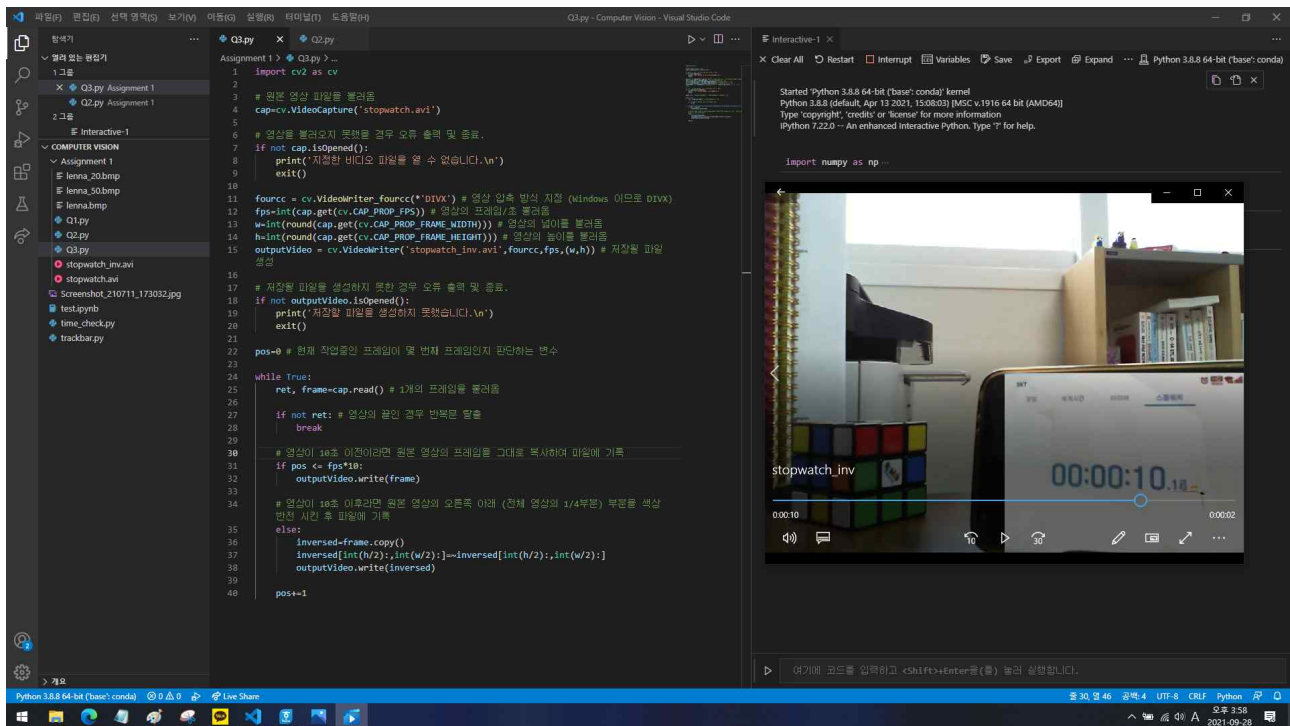 파일(F) 편집(E) 선택 영역(S) 보기(V) 이동(G) 실행(R) 터미널(T) 도움말(H)
Q3.py - Computer Vision - Visual Studio Code
탐색기
열려 있는 편집기
1 그룹
Q3.py Assignment 1
Q2.py Assignment 1
2 그룹
Interactive-1
COMPUTER VISION
Assignment 1
lenna_20.bmp
lenna_50.bmp
lenna.bmp
Q1.py
Q2.py
Q3.py
stopwatch_inv.avi
stopwatch.avi
Screenshot_210711_173032.jpg
test.ipynb
time_check.py
trackbar.py
개요
Q3.py
Q2.py
Assignment 1 > Q3.py > ...
1 import cv2 as cv
2
3 # 원본 영상 파일을 불러옴
4 cap=cv.VideoCapture('stopwatch.avi')
5
6 # 영상을 불러오지 못했을 경우 오류 출력 및 종료.
7 if not cap.isOpened():
8 print('지정한 비디오 파일을 열 수 없습니다.\n')
9 exit()
10
11 fourcc = cv.VideoWriter_fourcc(*'DIVX') # 영상 압축 방식 지정 (Windows 이므로 DIVX)
12 fps=int(cap.get(cv.CAP_PROP_FPS)) # 영상의 프레임/초 불러옴
13 w=int(round(cap.get(cv.CAP_PROP_FRAME_WIDTH))) # 영상의 넓이를 불러옴
14 h=int(round(cap.get(cv.CAP_PROP_FRAME_HEIGHT))) # 영상의 높이를 불러옴
15 outputVideo = cv.VideoWriter('stopwatch_inv.avi',fourcc,fps,(w,h)) # 저장될 파일
생성
16
17 # 저장될 파일을 생성하지 못한 경우 오류 출력 및 종료.
18 if not outputVideo.isOpened():
19 print('저장할 파일을 생성하지 못했습니다.\n')
20 exit()
21
22 pos=0 # 현재 작업중인 프레임이 몇 번째 프레임인지 판단하는 변수
23
24 while True:
25 ret, frame=cap.read() # 1개의 프레임을 불러옴
26
27 if not ret: # 영상의 끝인 경우 반복문 탈출
28 break
29
30 # 영상이 10초 이전이라면 원본 영상의 프레임을 그대로 복사하여 파일에 기록
31 if pos <= fps*10:
32 outputVideo.write(frame)
33
34 # 영상이 10초 이후라면 원본 영상의 오른쪽 아래 (전체 영상의 1/4부분) 부분을 색상
반전 시킨 후 파일에 기록
35 else:
36 inversed=frame.copy()
37 inversed[int(h/2):,int(w/2):]=~inversed[int(h/2):,int(w/2):]
38 outputVideo.write(inversed)
39
40 pos+=1
Interactive-1
Clear All Restart Interrupt Variables Save Export Expand ... Python 3.8.8 64-bit ('base': conda)
Started 'Python 3.8.8 64-bit ('base': conda)' kernel
Python 3.8.8 (default, Apr 13 2021, 15:08:03) [MSC v.1916 64 bit (AMD64)]
Type 'copyright', 'credits' or 'license' for more information
IPython 7.22.0 -- An enhanced Interactive Python. Type '?' for help.
import numpy as np ...
SKT
스톱워치
00:00:10.18
stopwatch_inv
0:00:10
0:00:02
10
30
여기에 코드를 입력하고 <Shift>+Enter을(를) 눌러 실행합니다.
Python 3.8.8 64-bit ('base': conda) 0 0 Live Share
줄 30, 열 46 공백: 4 UTF-8 CRLF Python
A
오후 3:58
2021-09-28